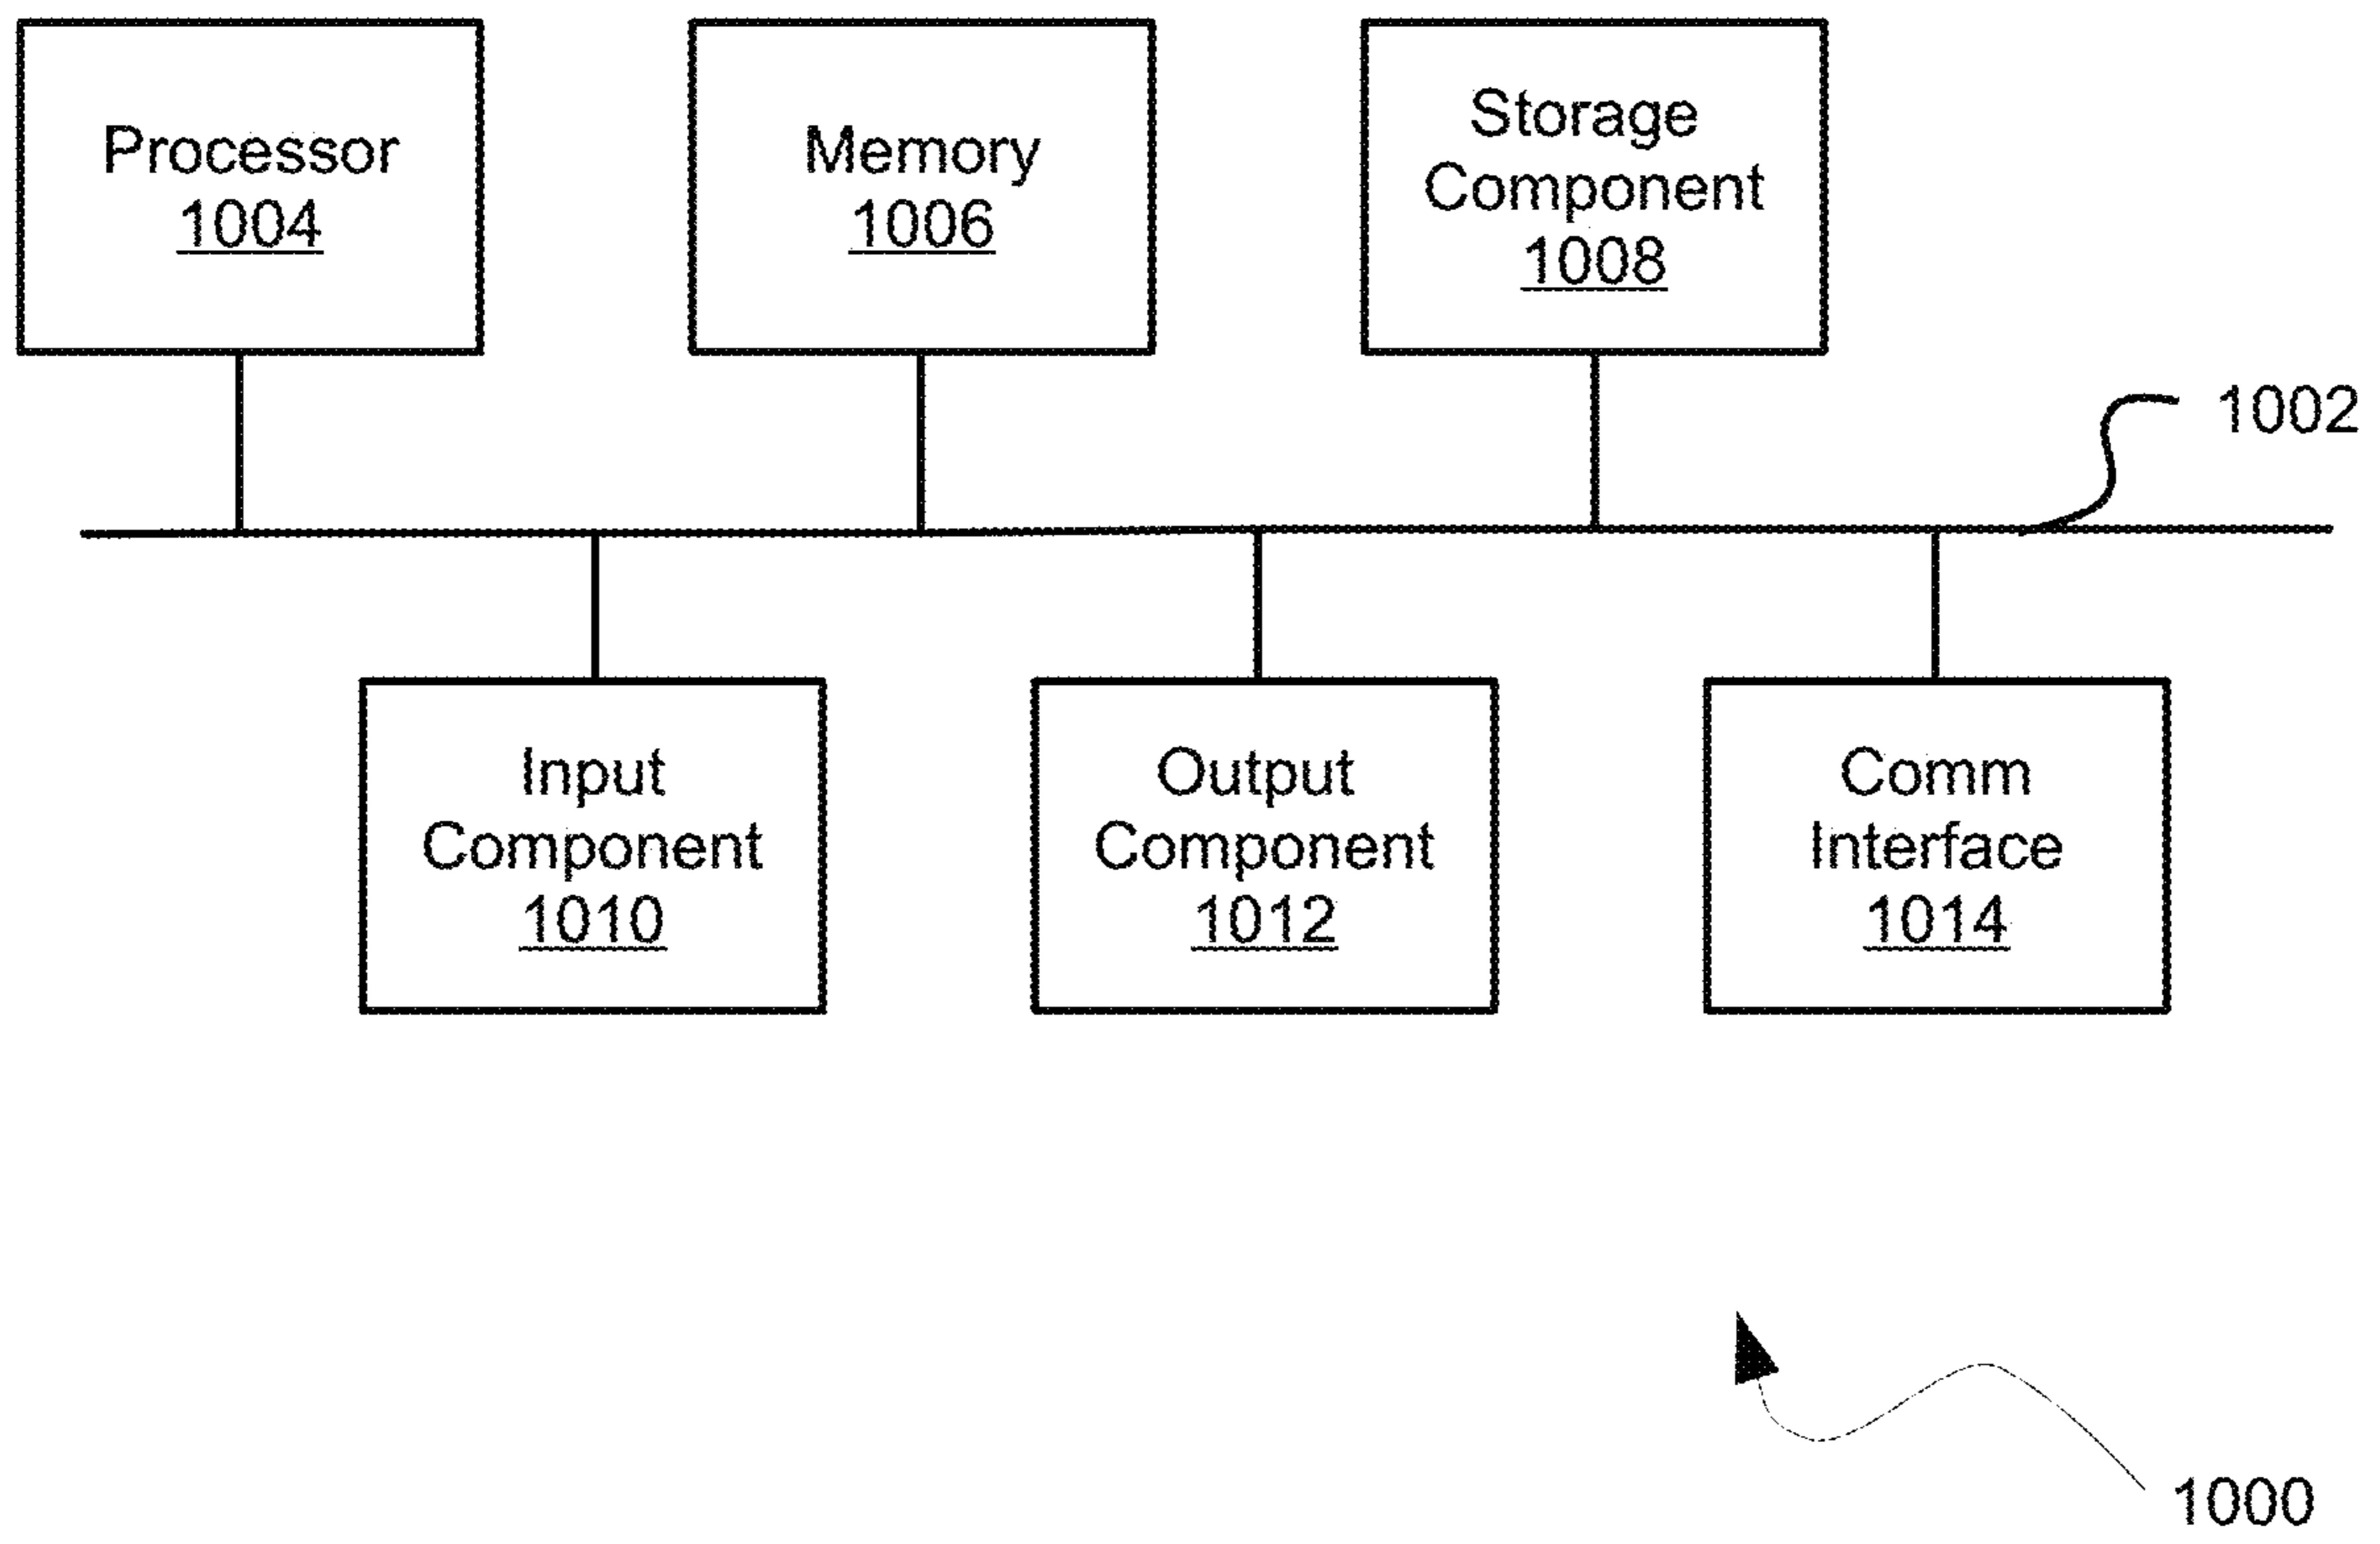 Processor
1004
Memory
1006
Storage
Component
1008
1002
Input
Component
1010
Output
Component
1012
Comm
Interface
1014
1000